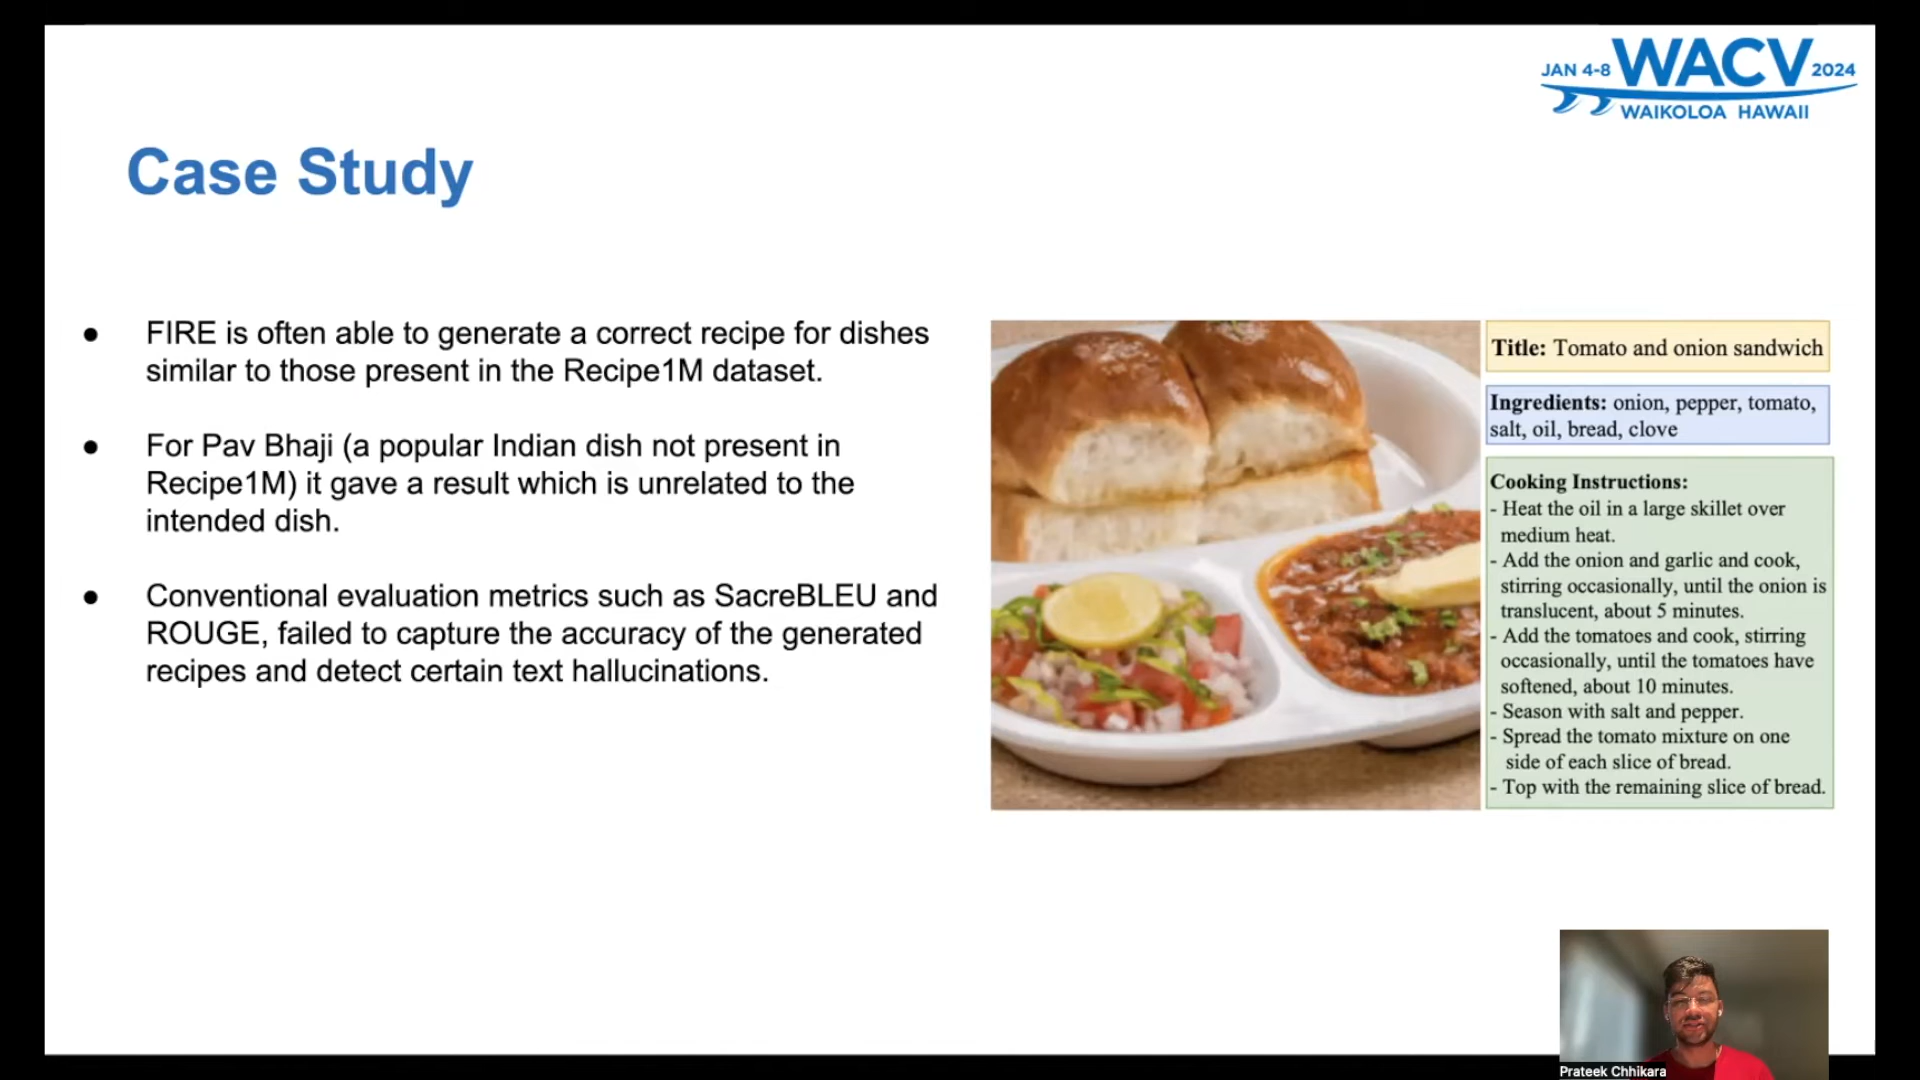 JAN 4-8 WACV 2024
WAIKOLOA HAWAII
Case Study
● FIRE is often able to generate a correct recipe for dishes
similar to those present in the Recipe1M dataset.
● For Pav Bhaji (a popular Indian dish not present in
Recipe1M) it gave a result which is unrelated to the
intended dish.
● Conventional evaluation metrics such as SacreBLEU and
ROUGE, failed to capture the accuracy of the generated
recipes and detect certain text hallucinations.
Title: Tomato and onion sandwich
Ingredients: onion, pepper, tomato,
salt, oil, bread, clove
Cooking Instructions:
- Heat the oil in a large skillet over
medium heat.
- Add the onion and garlic and cook,
stirring occasionally, until the onion is
translucent, about 5 minutes.
- Add the tomatoes and cook, stirring
occasionally, until the tomatoes have
softened, about 10 minutes.
- Season with salt and pepper.
- Spread the tomato mixture on one
side of each slice of bread.
- Top with the remaining slice of bread.
Prateek Chhikara